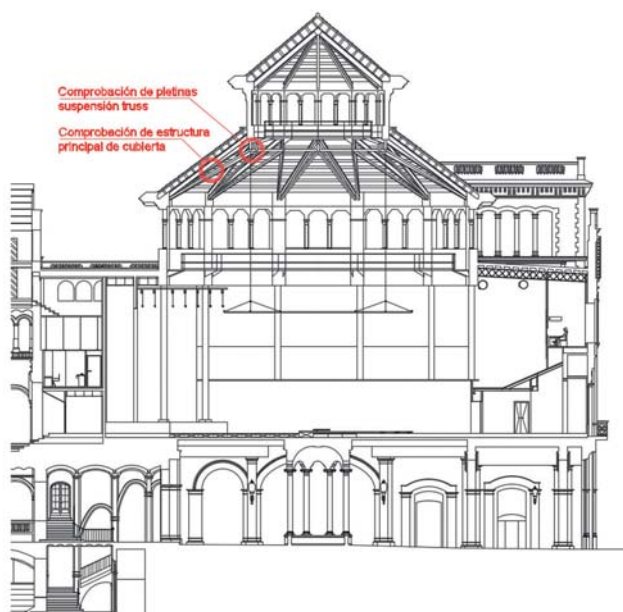 Comprobación de pletinas
suspensión truss
Comprobación de estructura
principal de cubierta